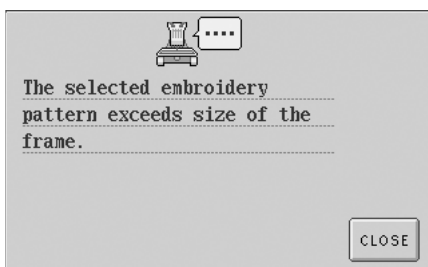 ....
The selected embroidery
pattern exceeds size of the
frame.
CLOSE